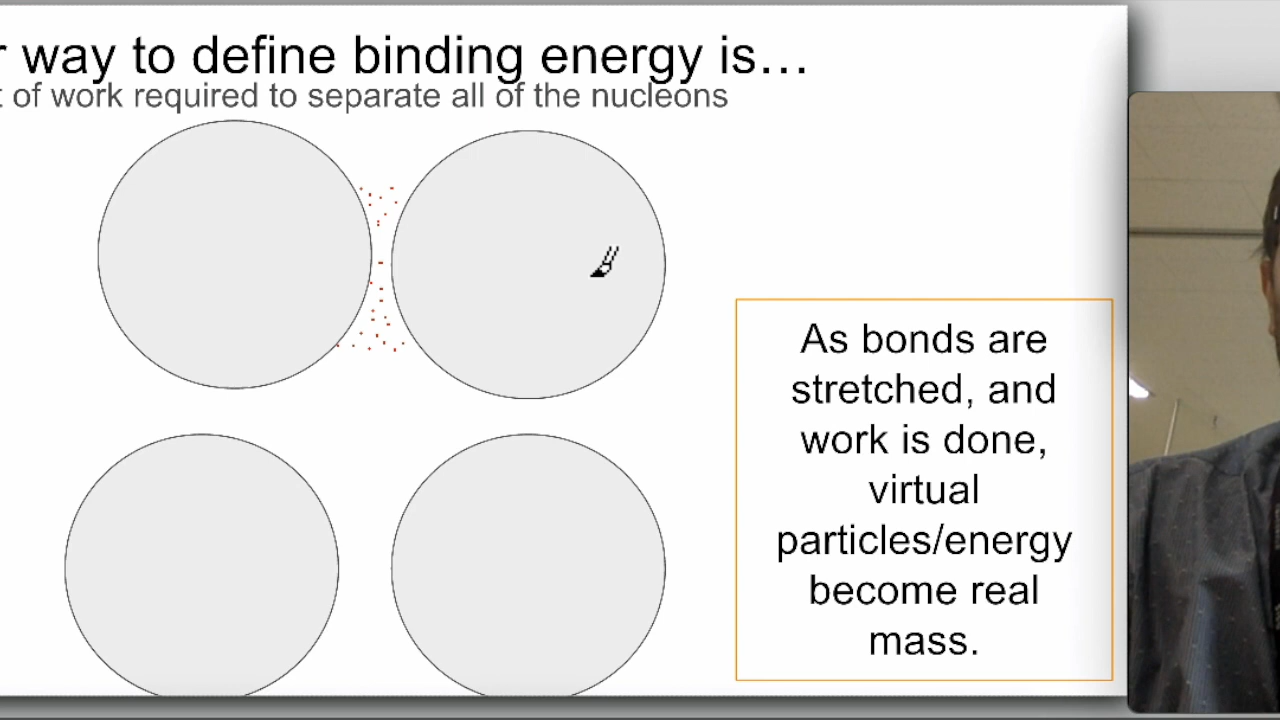 way to define binding energy is…
of work required to separate all of the nucleons
As bonds are
stretched, and
work is done,
virtual
particles/energy
become real
mass.